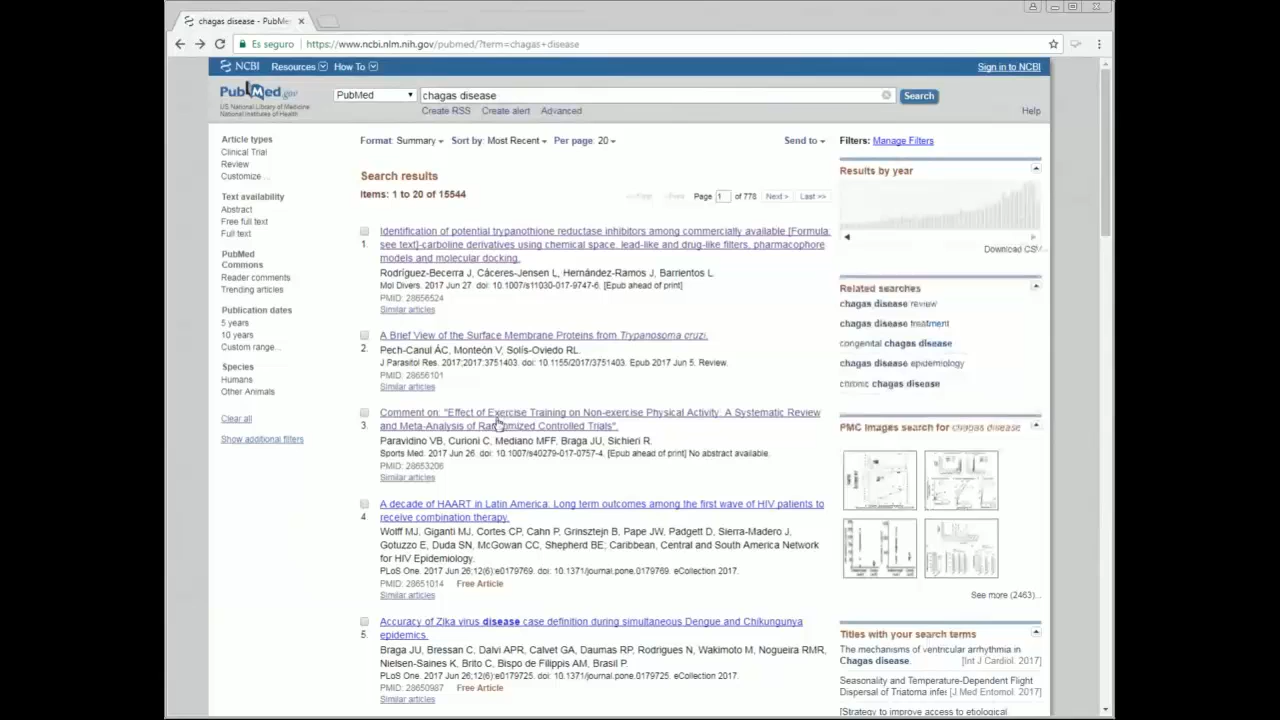 chagas disease - PubMe
Es seguro https://www.ncbi.nlm.nih.gov/pubmed/?term=chagas+disease
NCBI Resources How To Sign in to NCBI
PubMed.gov
US National Library of Medicine
National Institutes of Health
PubMed chagas disease Search
Create RSS Create alert Advanced Help
Article types
Clinical Trial
Review
Customize ...
Text availability
Abstract
Free full text
Full text
PubMed
Commons
Reader comments
Trending articles
Publication dates
5 years
10 years
Custom range...
Species
Humans
Other Animals
Clear all
Show additional filters
Format: Summary Sort by: Most Recent Per page: 20 Send to
Search results
Items: 1 to 20 of 15544
<< First < Prev Page 1 of 778 Next > Last >>
Identification of potential trypanothione reductase inhibitors among commercially available [Formula:
1. see text]-carboline derivatives using chemical space, lead-like and drug-like filters, pharmacophore
models and molecular docking.
Rodríguez-Becerra J, Cáceres-Jensen L, Hernández-Ramos J, Barrientos L.
Mol Divers. 2017 Jun 27. doi: 10.1007/s11030-017-9747-6. [Epub ahead of print]
PMID: 28656524
Similar articles
A Brief View of the Surface Membrane Proteins from Trypanosoma cruzi.
2. Pech-Canul ÁC, Monteón V, Solís-Oviedo RL.
J Parasitol Res. 2017;2017:3751403. doi: 10.1155/2017/3751403. Epub 2017 Jun 5. Review.
PMID: 28656101
Similar articles
Comment on: "Effect of Exercise Training on Non-exercise Physical Activity: A Systematic Review
3. and Meta-Analysis of Randomized Controlled Trials".
Paravidino VB, Curioni C, Mediano MFF, Braga JU, Sichieri R.
Sports Med. 2017 Jun 26. doi: 10.1007/s40279-017-0757-4. [Epub ahead of print] No abstract available.
PMID: 28653206
Similar articles
A decade of HAART in Latin America: Long term outcomes among the first wave of HIV patients to
4. receive combination therapy.
Wolff MJ, Giganti MJ, Cortes CP, Cahn P, Grinsztejn B, Pape JW, Padgett D, Sierra-Madero J,
Gotuzzo E, Duda SN, McGowan CC, Shepherd BE; Caribbean, Central and South America Network
for HIV Epidemiology.
PLoS One. 2017 Jun 26;12(6):e0179769. doi: 10.1371/journal.pone.0179769. eCollection 2017.
PMID: 28651014 Free Article
Similar articles
Accuracy of Zika virus disease case definition during simultaneous Dengue and Chikungunya
5. epidemics.
Braga JU, Bressan C, Dalvi APR, Calvet GA, Daumas RP, Rodrigues N, Wakimoto M, Nogueira RMR,
Nielsen-Saines K, Brito C, Bispo de Filippis AM, Brasil P.
PLoS One. 2017 Jun 26;12(6):e0179725. doi: 10.1371/journal.pone.0179725. eCollection 2017.
PMID: 28650987 Free Article
Similar articles
Filters: Manage Filters
Results by year
Download CSV
Related searches
chagas disease review
chagas disease treatment
congenital chagas disease
chagas disease epidemiology
chronic chagas disease
PMC Images search for chagas disease
See more (2463)...
Titles with your search terms
The mechanisms of ventricular arrhythmia in
Chagas disease. [Int J Cardiol. 2017]
Seasonality and Temperature-Dependent Flight
Dispersal of Triatoma infes [J Med Entomol. 2017]
[Strategy to improve access to etiological